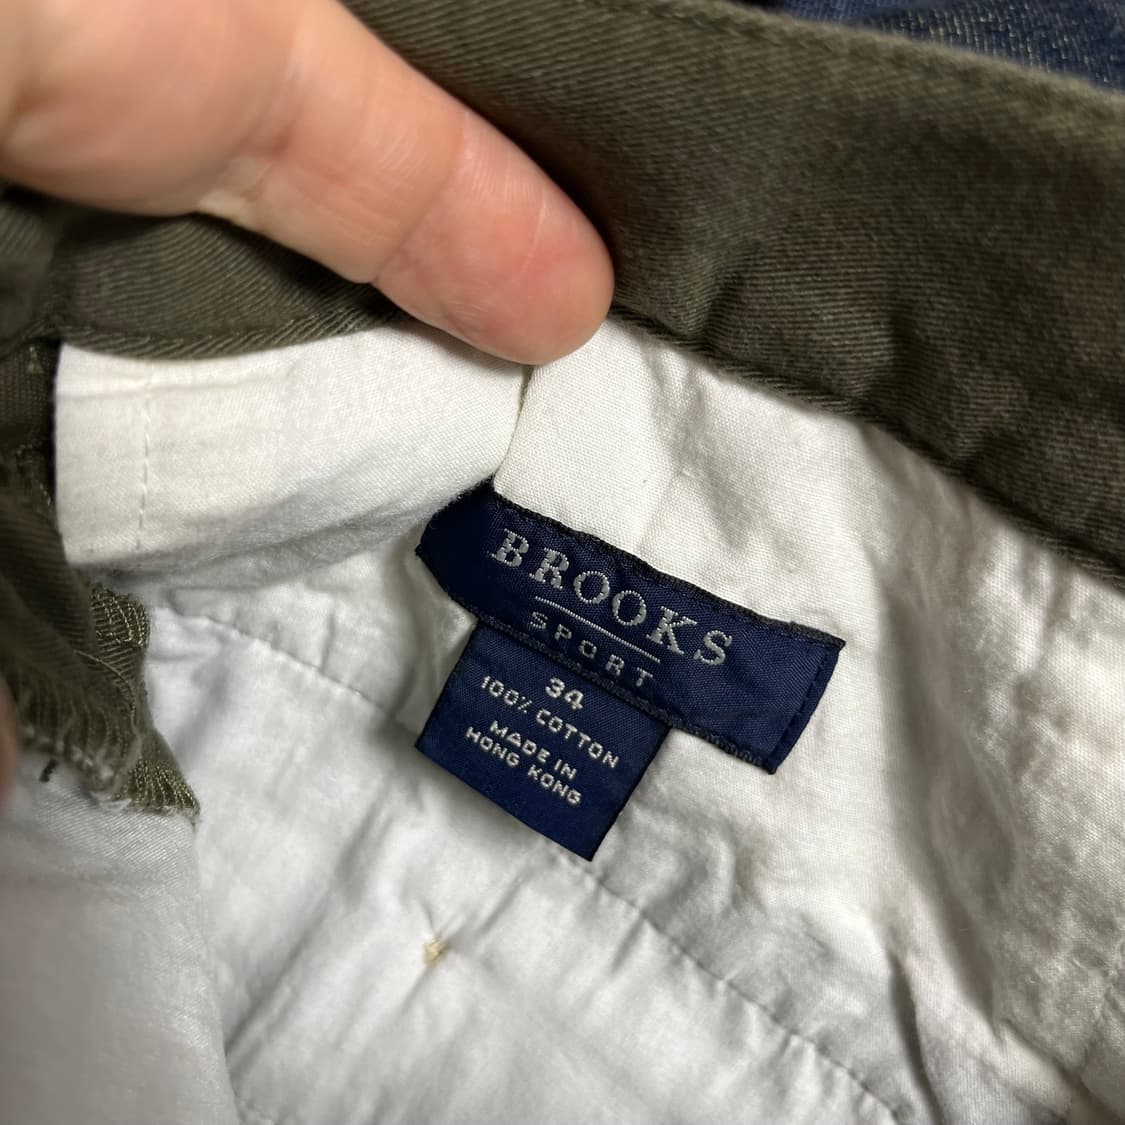 BROOKS
SPORT
34
100% COTTON
MADE IN
HONG KONG